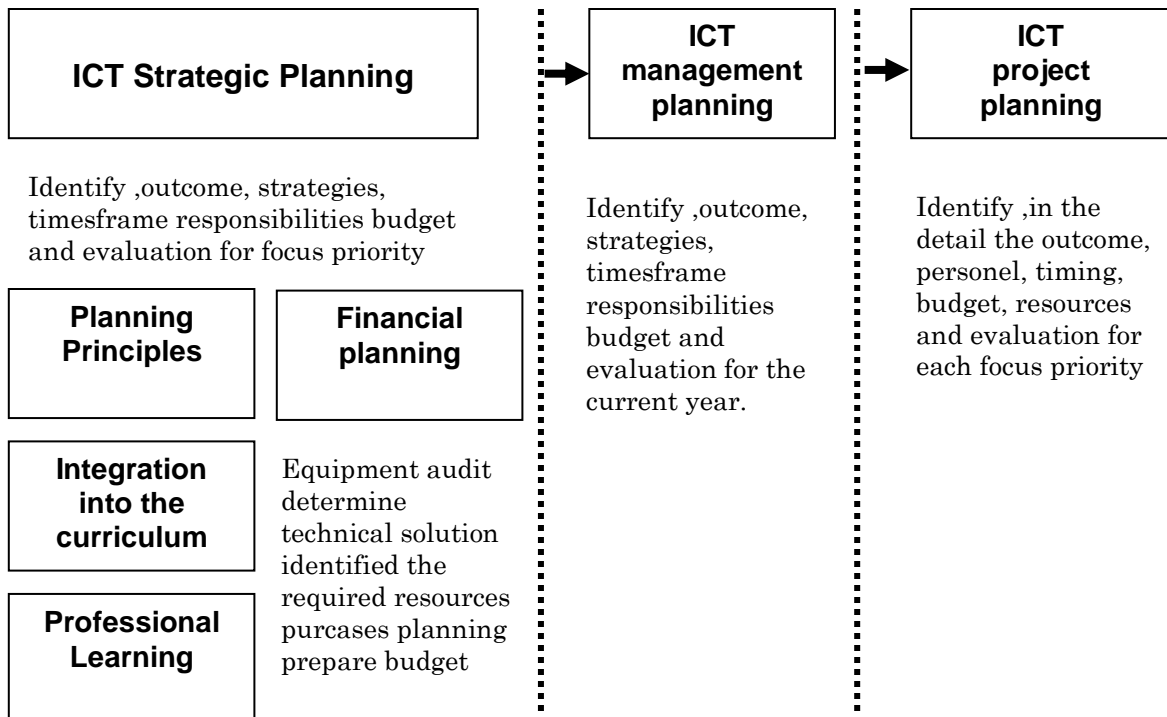 ICT Strategic Planning
Identify ,outcome, strategies,
timesframe responsibilities budget
and evaluation for focus priority
Planning
Principles
Financial
planning
Integration
into the
curriculum
Equipment audit
determine
technical solution
identified the
required resources
purcases planning
prepare budget
Professional
Learning
ICT
management
planning
Identify ,outcome,
strategies,
timesframe
responsibilities
budget and
evaluation for the
current year.
ICT
project
planning
Identify ,in the
detail the outcome,
personel, timing,
budget, resources
and evaluation for
each focus priority